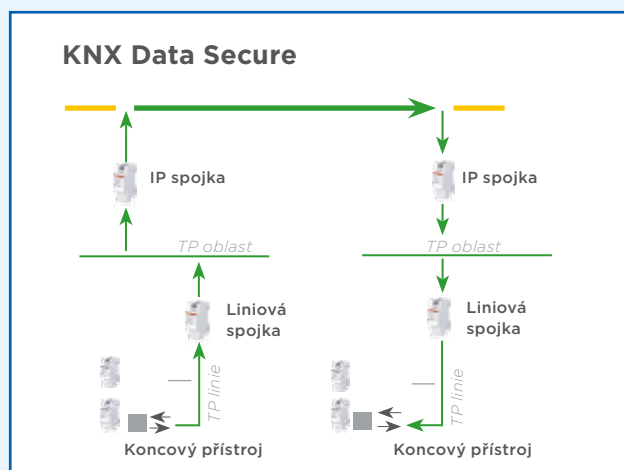 KNX Data Secure
IP spojka
IP spojka
TP oblast
TP oblast
Liniová
spojka
Liniová
spojka
TP linie
TP linie
Koncový přístroj
Koncový přístroj